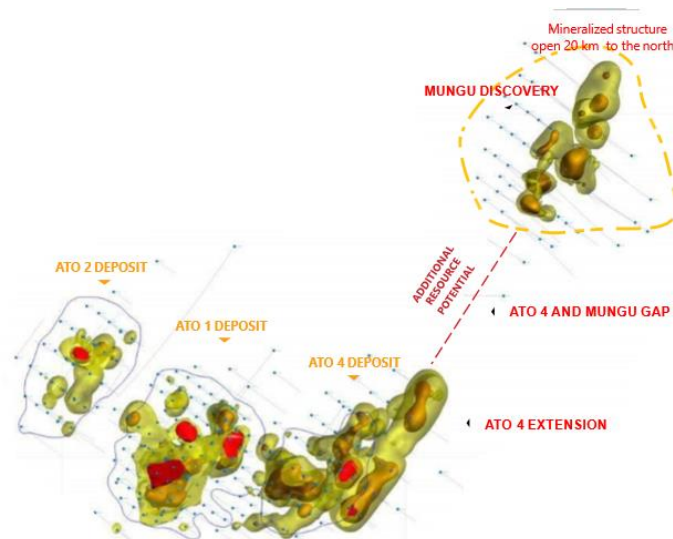 Mineralized structure
open 20 km to the north
MUNGU DISCOVERY
ATO 2 DEPOSIT
ATO 1 DEPOSIT
ADDITIONAL
RESOURCE
POTENTIAL
ATO 4 AND MUNGU GAP
ATO 4 DEPOSIT
ATO 4 EXTENSION